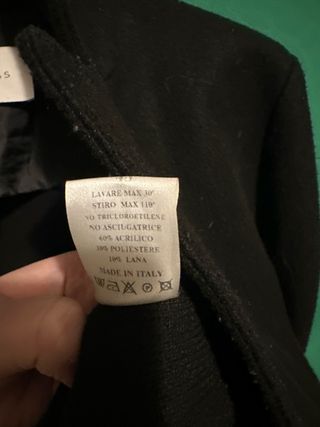 LAVARE MAX 30°
STIRO MAX 110°
NO TRICLOROETILENE
NO ASCIUGATRICE
60% ACRILICO
30% POLIESTERE
10% LANA
MADE IN ITALY